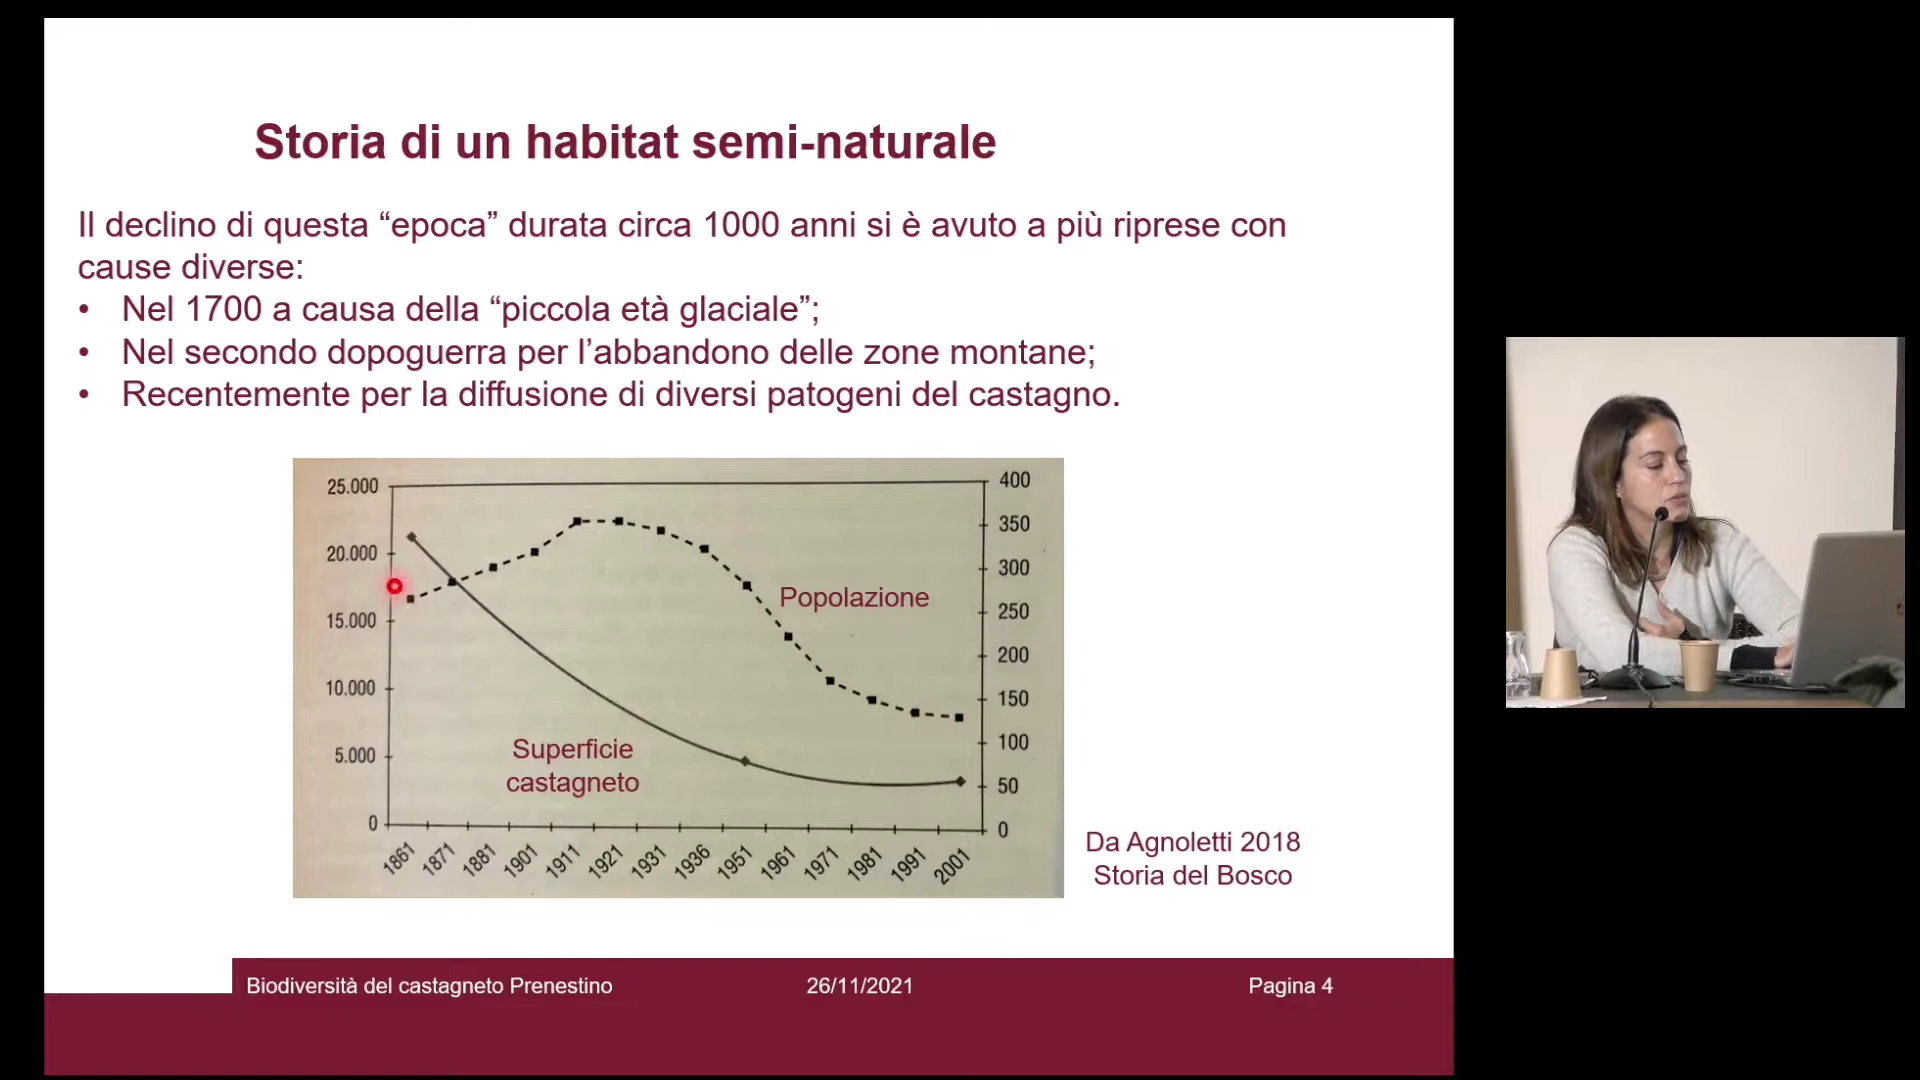 Storia di un habitat semi-naturale
Il declino di questa “epoca” durata circa 1000 anni si è avuto a più riprese con
cause diverse:
• Nel 1700 a causa della “piccola età glaciale”;
• Nel secondo dopoguerra per l’abbandono delle zone montane;
• Recentemente per la diffusione di diversi patogeni del castagno.
25.000
20.000
15.000
10.000
5.000
0
400
350
300
250
200
150
100
50
0
Popolazione
Superficie
castagneto
1861 1871 1881 1901 1911 1921 1931 1936 1951 1961 1971 1981 1991 2001
Da Agnoletti 2018
Storia del Bosco
Biodiversità del castagneto Prenestino 26/11/2021 Pagina 4